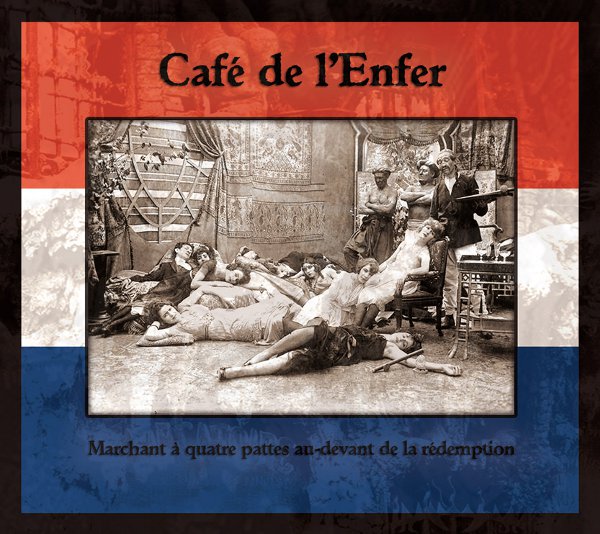 Café de l'Enfer
Marchant à quatre pattes au-devant de la rédemption